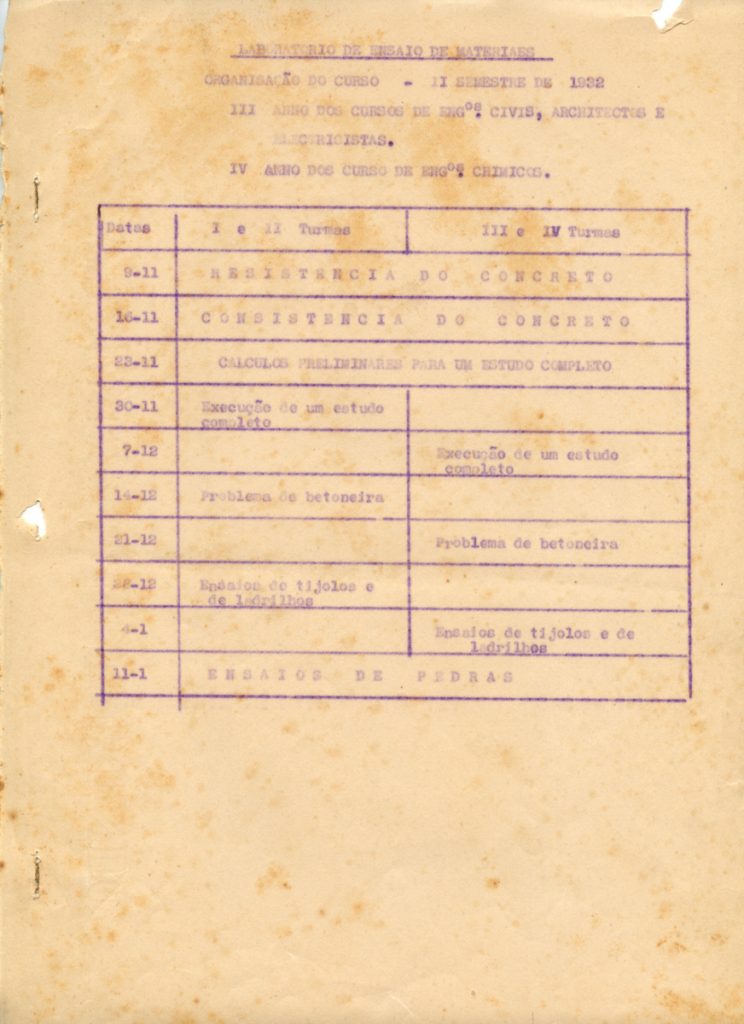 LABORATORIO DE ENSAIO DE MATERIAES
ORGANISAÇÃO DO CURSO - II SEMESTRE DE 1932
III ANNO DOS CURSOS DE ENGºˢ. CIVIS, ARCHITECTOS E
ELECTRICISTAS.
IV ANNO DOS CURSO DE ENGºˢ. CHIMICOS.
Datas I e II Turmas III e IV Turmas
9-11 RESISTENCIA DO CONCRETO
16-11 CONSISTENCIA DO CONCRETO
23-11 CALCULOS PRELIMINARES PARA UM ESTUDO COMPLETO
30-11 Execução de um estudo
completo
7-12 Execução de um estudo
completo
14-12 Problema de betoneira
21-12 Problema de betoneira
28-12 Ensaios de tijolos e
de ladrilhos
4-1 Ensaios de tijolos e de
ladrilhos
11-1 ENSAIOS DE PEDRAS